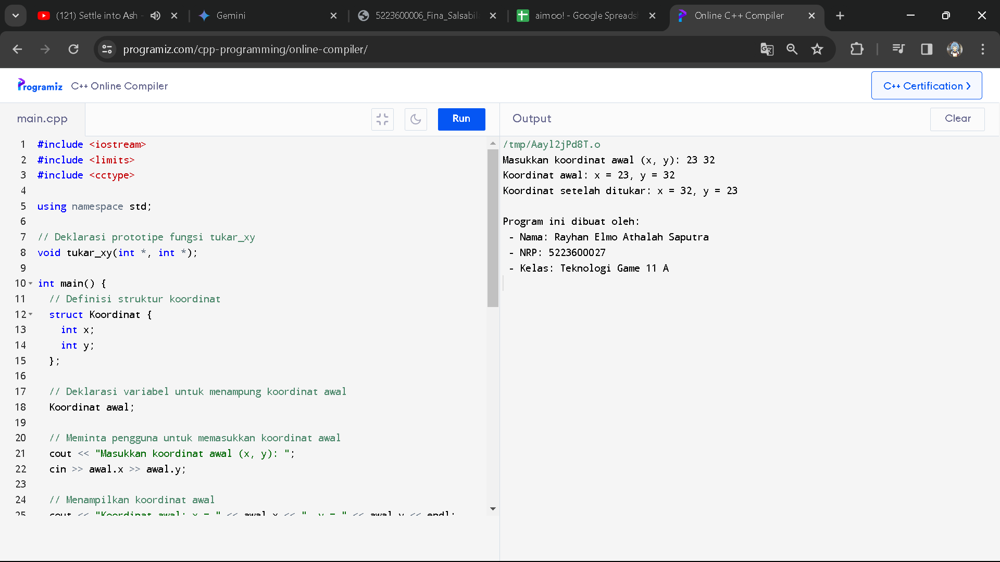 (121) Settle into Ash -
Gemini
5223600006_Fina_Salsabila
aimoo! - Google Spreadsh
Online C++ Compiler
programiz.com/cpp-programming/online-compiler/
Programiz
C++ Online Compiler
C++ Certification
main.cpp
Run
Output
Clear
1 #include <iostream>
2 #include <limits>
3 #include <cctype>
4
5 using namespace std;
6
7 // Deklarasi prototipe fungsi tukar_xy
8 void tukar_xy(int *, int *);
9
10 int main() {
11 // Definisi struktur koordinat
12 struct Koordinat {
13 int x;
14 int y;
15 };
16
17 // Deklarasi variabel untuk menampung koordinat awal
18 Koordinat awal;
19
20 // Meminta pengguna untuk memasukkan koordinat awal
21 cout << "Masukkan koordinat awal (x, y): ";
22 cin >> awal.x >> awal.y;
23
24 // Menampilkan koordinat awal
25 cout << "Koordinat awal: x = " << awal.x << ", y = " << awal.y << endl;
/tmp/Aayl2jPd8T.o
Masukkan koordinat awal (x, y): 23 32
Koordinat awal: x = 23, y = 32
Koordinat setelah ditukar: x = 32, y = 23
Program ini dibuat oleh:
- Nama: Rayhan Elmo Athalah Saputra
- NRP: 5223600027
- Kelas: Teknologi Game 11 A